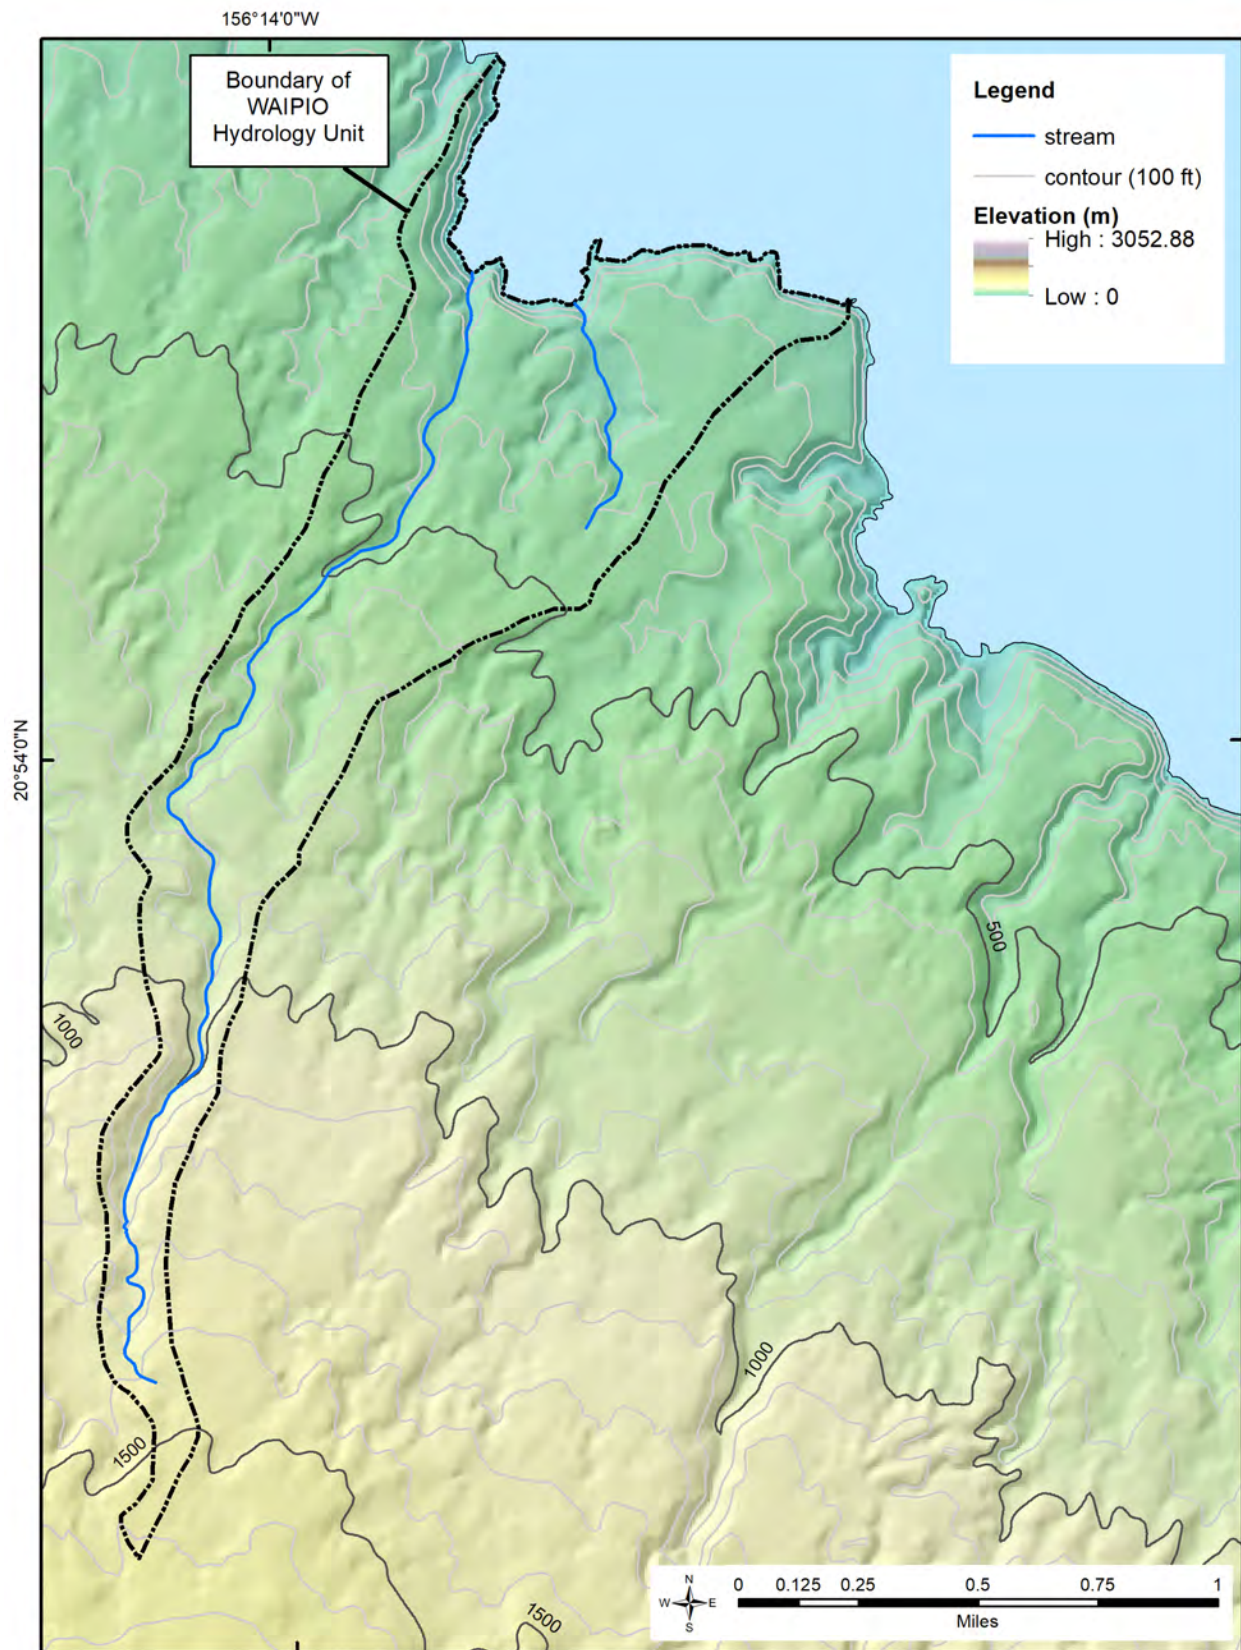 156°14'0"W
Boundary of
WAIPIO
Hydrology Unit
Legend
stream
contour (100 ft)
Elevation (m)
High : 3052.88
Low : 0
20°54'0"N
500
1000
1000
1500
1500
N
W E
S
0 0.125 0.25 0.5 0.75 1
Miles